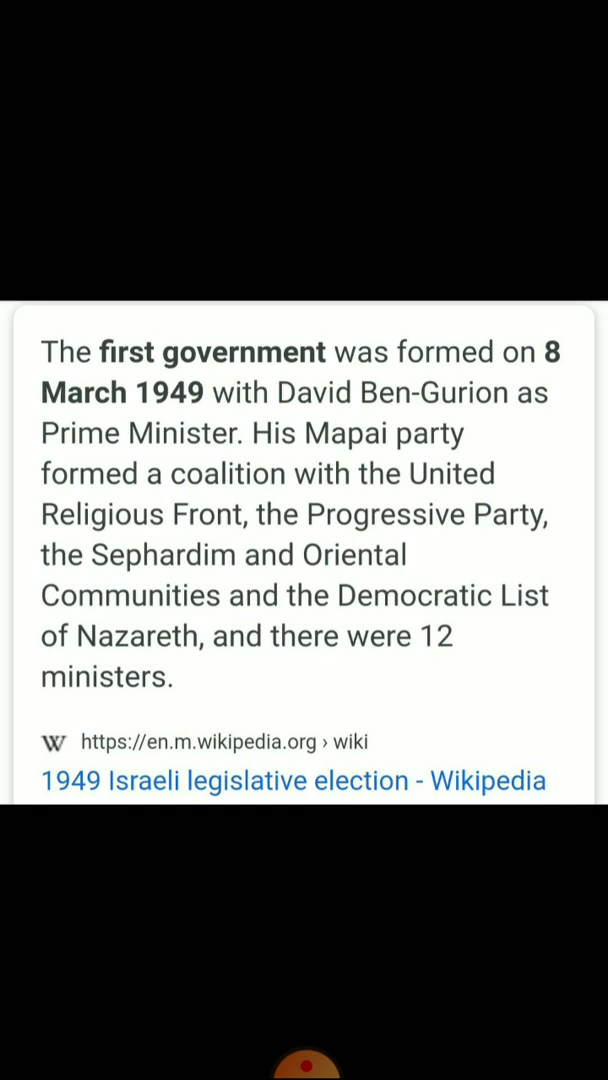 The first government was formed on 8
March 1949 with David Ben-Gurion as
Prime Minister. His Mapai party
formed a coalition with the United
Religious Front, the Progressive Party,
the Sephardim and Oriental
Communities and the Democratic List
of Nazareth, and there were 12
ministers.
W https://en.m.wikipedia.org › wiki
1949 Israeli legislative election - Wikipedia